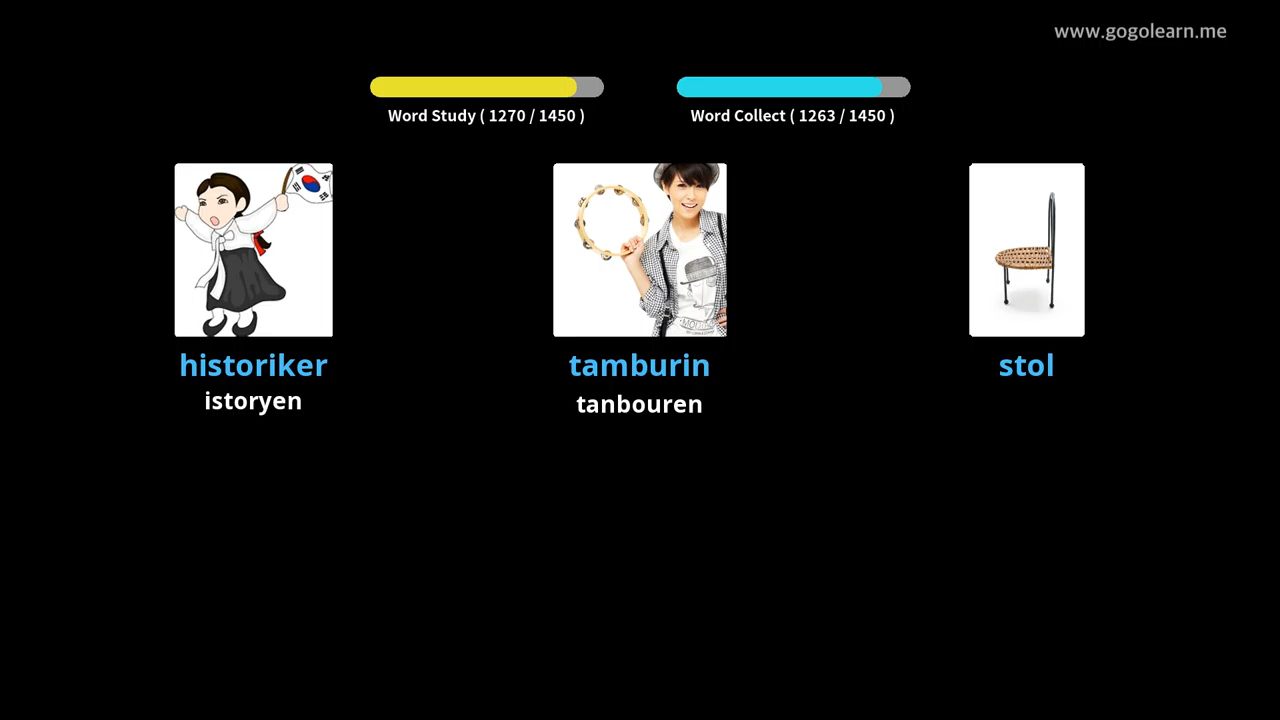 www.gogolearn.me
Word Study ( 1270 / 1450 )
Word Collect ( 1263 / 1450 )
historiker
istoryen
tamburin
tanbouren
stol